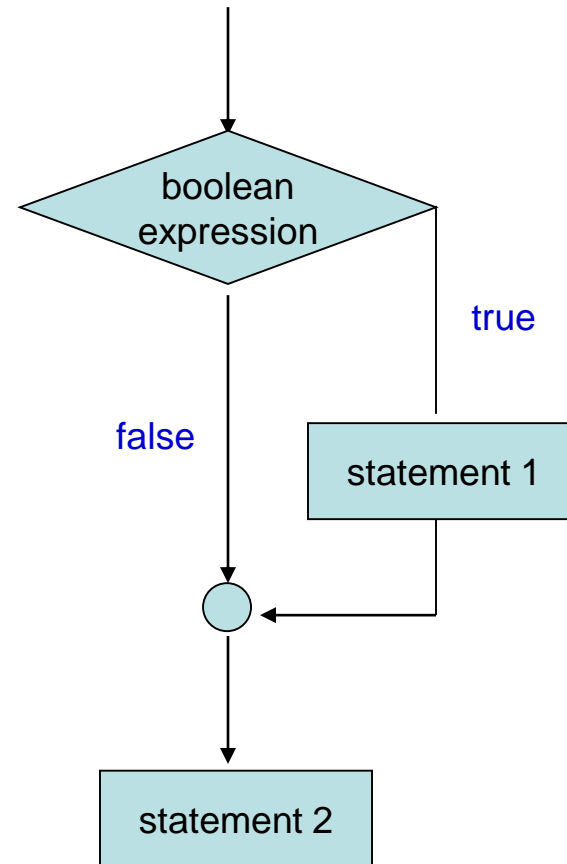 boolean
expression
true
false
statement 1
statement 2